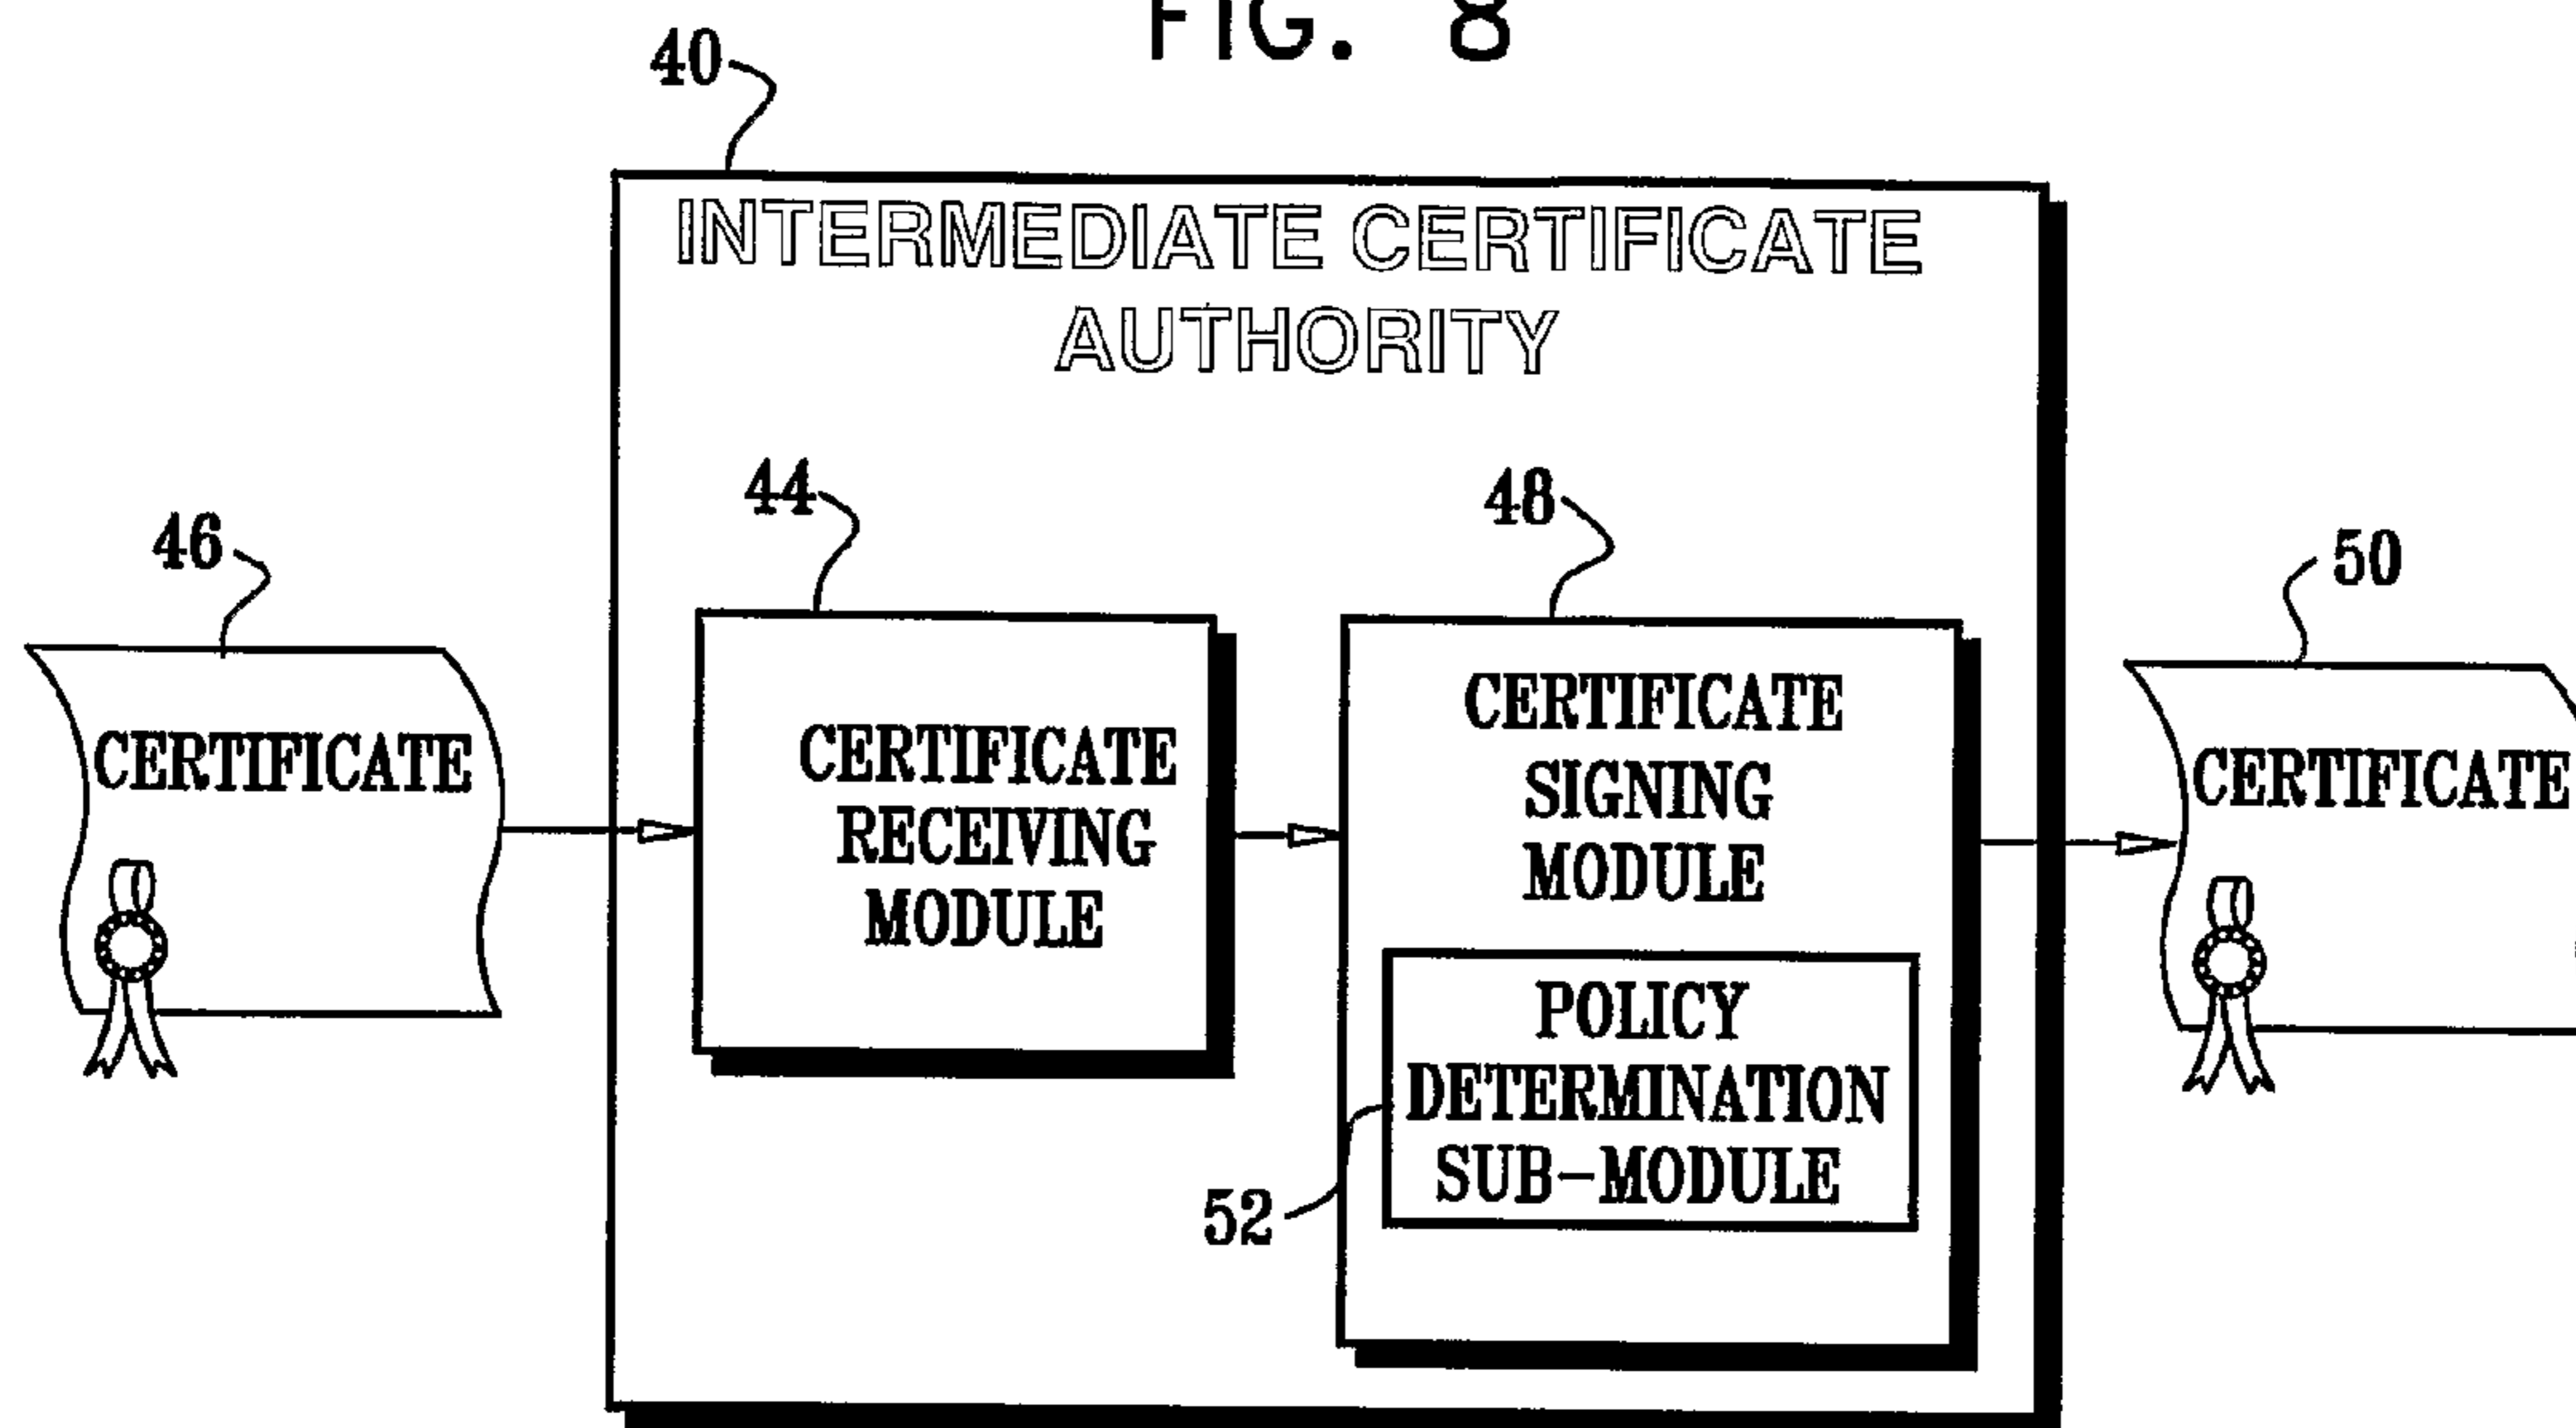 FIG. 8
40
INTERMEDIATE CERTIFICATE
AUTHORITY
44
48
46
50
CERTIFICATE
CERTIFICATE
RECEIVING
MODULE
CERTIFICATE
SIGNING
MODULE
POLICY
DETERMINATION
SUB-MODULE
52
CERTIFICATE